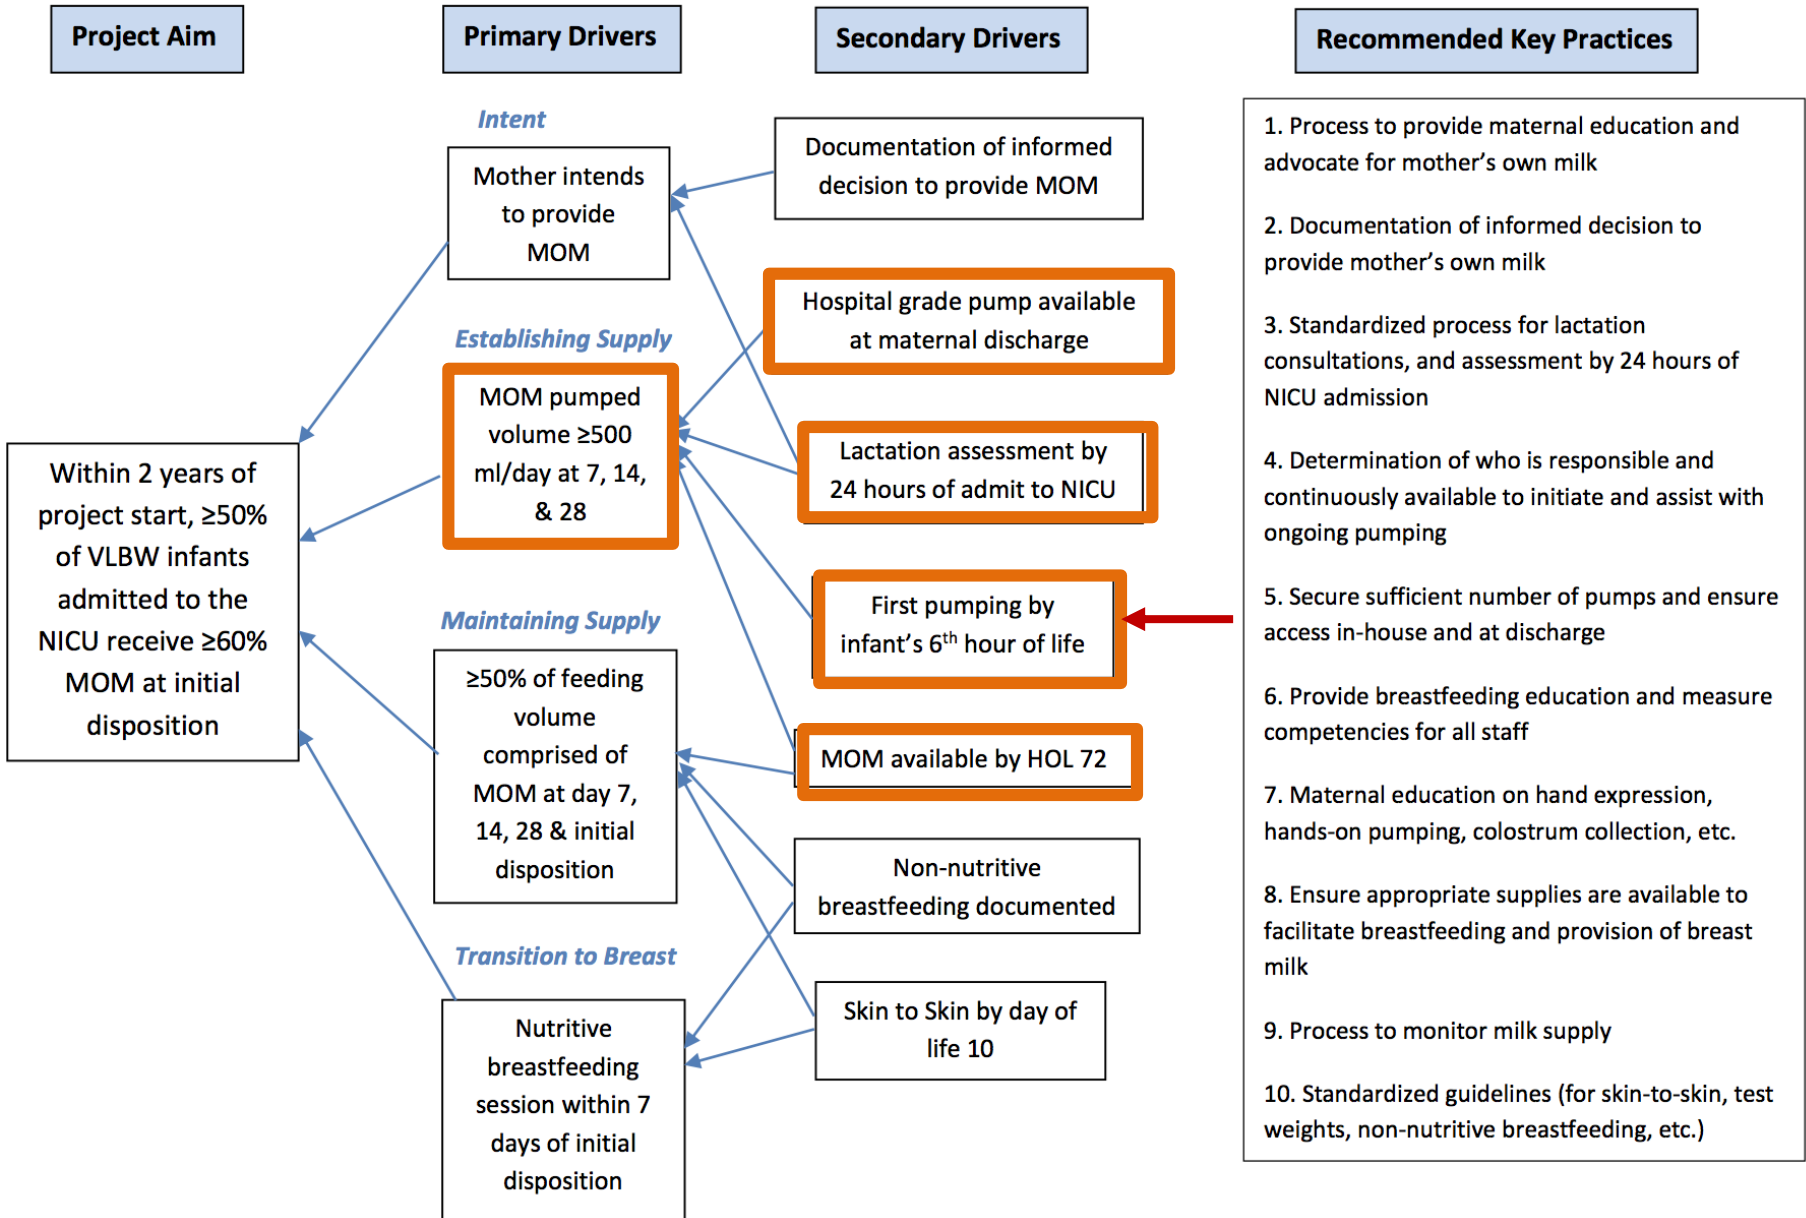 Project Aim
Primary Drivers
Secondary Drivers
Recommended Key Practices
Within 2 years of
project start, ≥50%
of VLBW infants
admitted to the
NICU receive ≥60%
MOM at initial
disposition
Intent
Mother intends
to provide
MOM
Establishing Supply
MOM pumped
volume ≥500
ml/day at 7, 14,
& 28
Maintaining Supply
≥50% of feeding
volume
comprised of
MOM at day 7,
14, 28 & initial
disposition
Transition to Breast
Nutritive
breastfeeding
session within 7
days of initial
disposition
Documentation of informed
decision to provide MOM
Hospital grade pump available
at maternal discharge
Lactation assessment by
24 hours of admit to NICU
First pumping by
infant's 6th hour of life
MOM available by HOL 72
Non-nutritive
breastfeeding documented
Skin to Skin by day of
life 10
1. Process to provide maternal education and
advocate for mother's own milk
2. Documentation of informed decision to
provide mother's own milk
3. Standardized process for lactation
consultations, and assessment by 24 hours of
NICU admission
4. Determination of who is responsible and
continuously available to initiate and assist with
ongoing pumping
5. Secure sufficient number of pumps and ensure
access in-house and at discharge
6. Provide breastfeeding education and measure
competencies for all staff
7. Maternal education on hand expression,
hands-on pumping, colostrum collection, etc.
8. Ensure appropriate supplies are available to
facilitate breastfeeding and provision of breast
milk
9. Process to monitor milk supply
10. Standardized guidelines (for skin-to-skin, test
weights, non-nutritive breastfeeding, etc.)